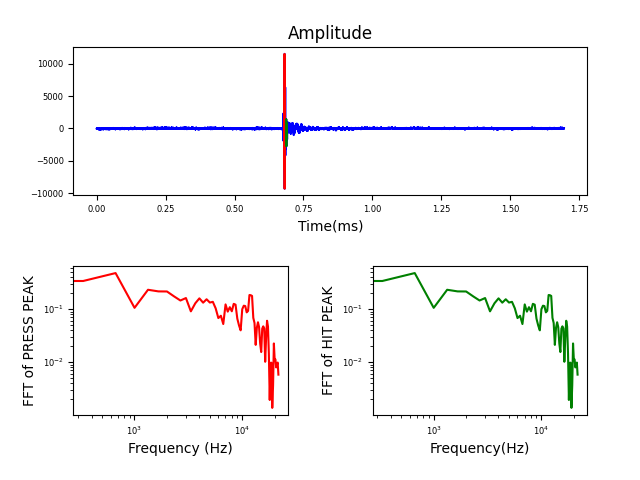 Amplitude
10000
5000
0
−5000
−10000
0.00 0.25 0.50 0.75 1.00 1.25 1.50 1.75
Time(ms)
FFT of PRESS PEAK
10⁻¹
10⁻²
10³ 10⁴
Frequency (Hz)
FFT of HIT PEAK
10⁻¹
10⁻²
10³ 10⁴
Frequency(Hz)